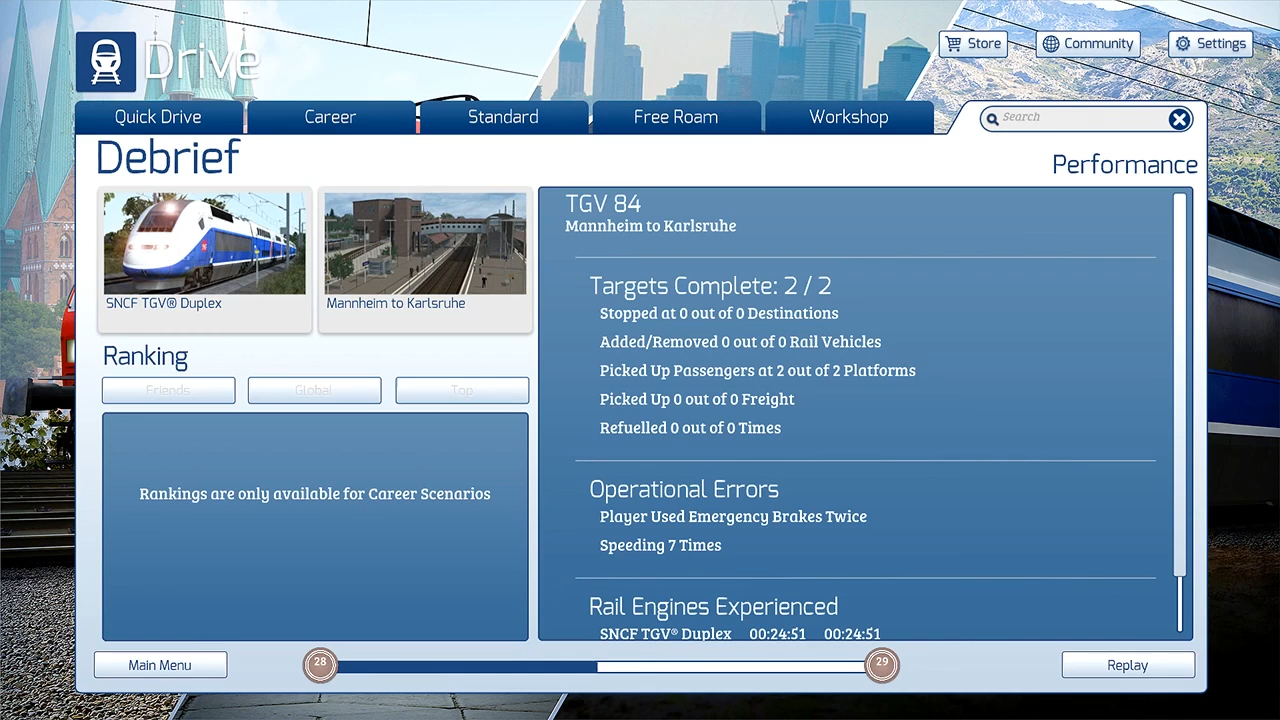 Drive
Store
Community
Settings
Quick Drive
Career
Standard
Free Roam
Workshop
Search
Debrief
Performance
SNCF TGV® Duplex
Mannheim to Karlsruhe
Ranking
Friends
Global
Top
Rankings are only available for Career Scenarios
TGV 84
Mannheim to Karlsruhe
Targets Complete: 2 / 2
Stopped at 0 out of 0 Destinations
Added/Removed 0 out of 0 Rail Vehicles
Picked Up Passengers at 2 out of 2 Platforms
Picked Up 0 out of 0 Freight
Refuelled 0 out of 0 Times
Operational Errors
Player Used Emergency Brakes Twice
Speeding 7 Times
Rail Engines Experienced
SNCF TGV® Duplex 00:24:51 00:24:51
Main Menu
28
29
Replay